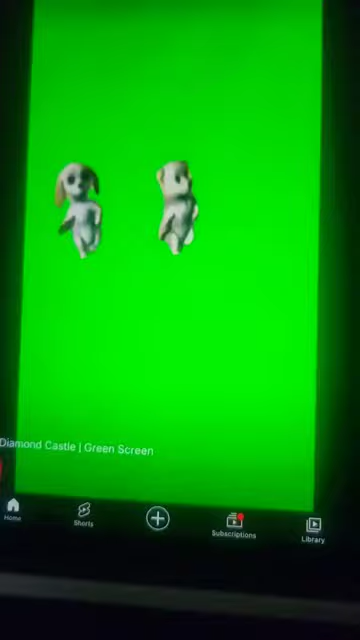 Diamond Castle | Green Screen
Home
Shorts
Subscriptions
Library